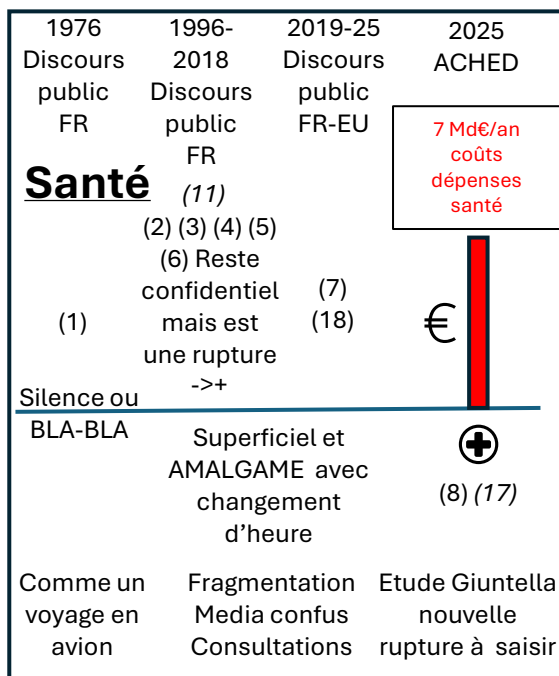 1976
Discours
public
FR
1996-
2018
Discours
public
FR
2019-25
Discours
public
FR-EU
2025
ACHED
7 Md€/an
coûts
dépenses
santé
Santé
(11)
(2) (3) (4) (5)
(6) Reste
confidentiel
mais est
une rupture
->+
(1)
(7)
(18)
€
Silence ou
BLA-BLA
Superficiel et
AMALGAME avec
changement
d’heure
(8) (17)
Comme un
voyage en
avion
Fragmentation
Media confus
Consultations
Etude Giuntella
nouvelle
rupture à saisir